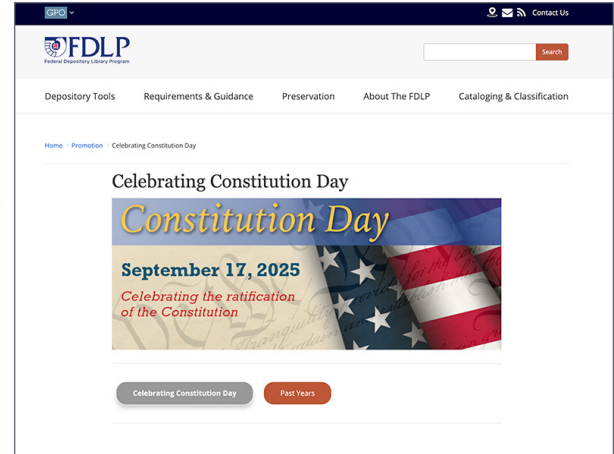 GPO
Contact Us
FDLP
Federal Depository Library Program
Search
Depository Tools Requirements & Guidance Preservation About The FDLP Cataloging & Classification
Home Promotion Celebrating Constitution Day
Celebrating Constitution Day
Constitution Day
September 17, 2025
Celebrating the ratification
of the Constitution
Celebrating Constitution Day Past Years